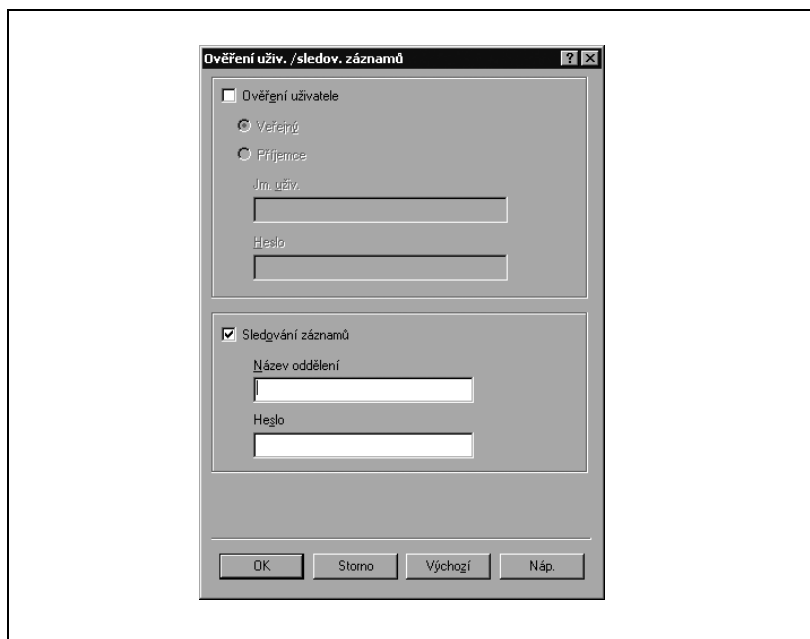 Ověření uživ. /sledov. záznamů
Ověření uživatele
Veřejný
Příjemce
Jm. uživ.
Heslo
Sledování záznamů
Název oddělení
Heslo
OK Storno Výchozí Náp.